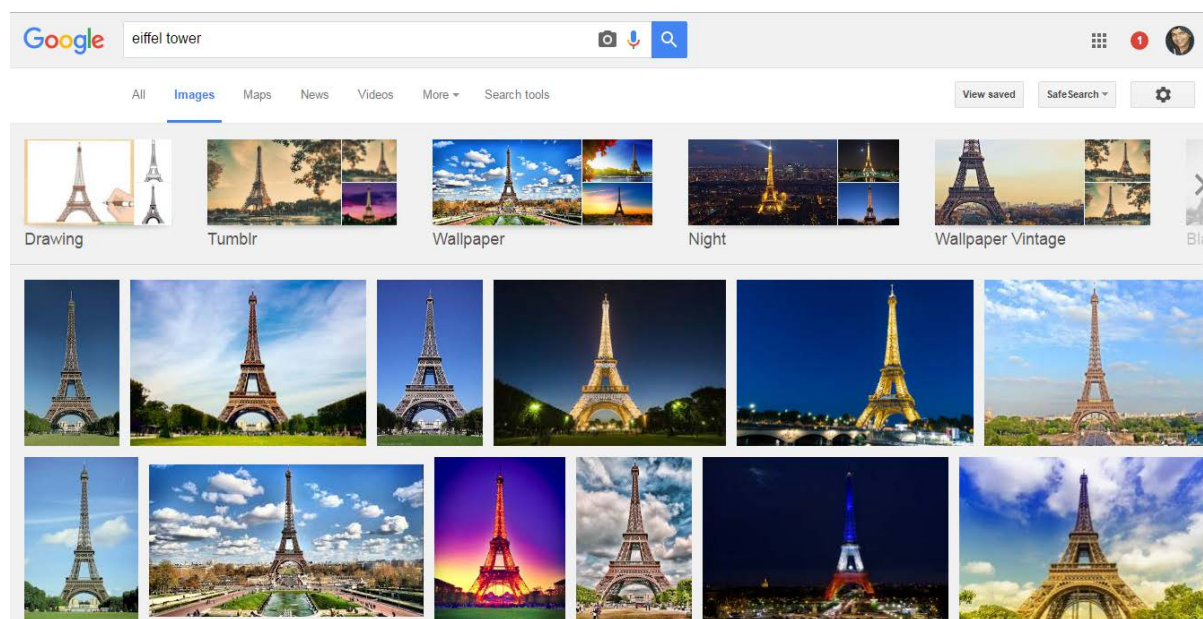 Google eiffel tower 1
All Images Maps News Videos More Search tools View saved SafeSearch
Drawing Tumblr Wallpaper Night Wallpaper Vintage Bl